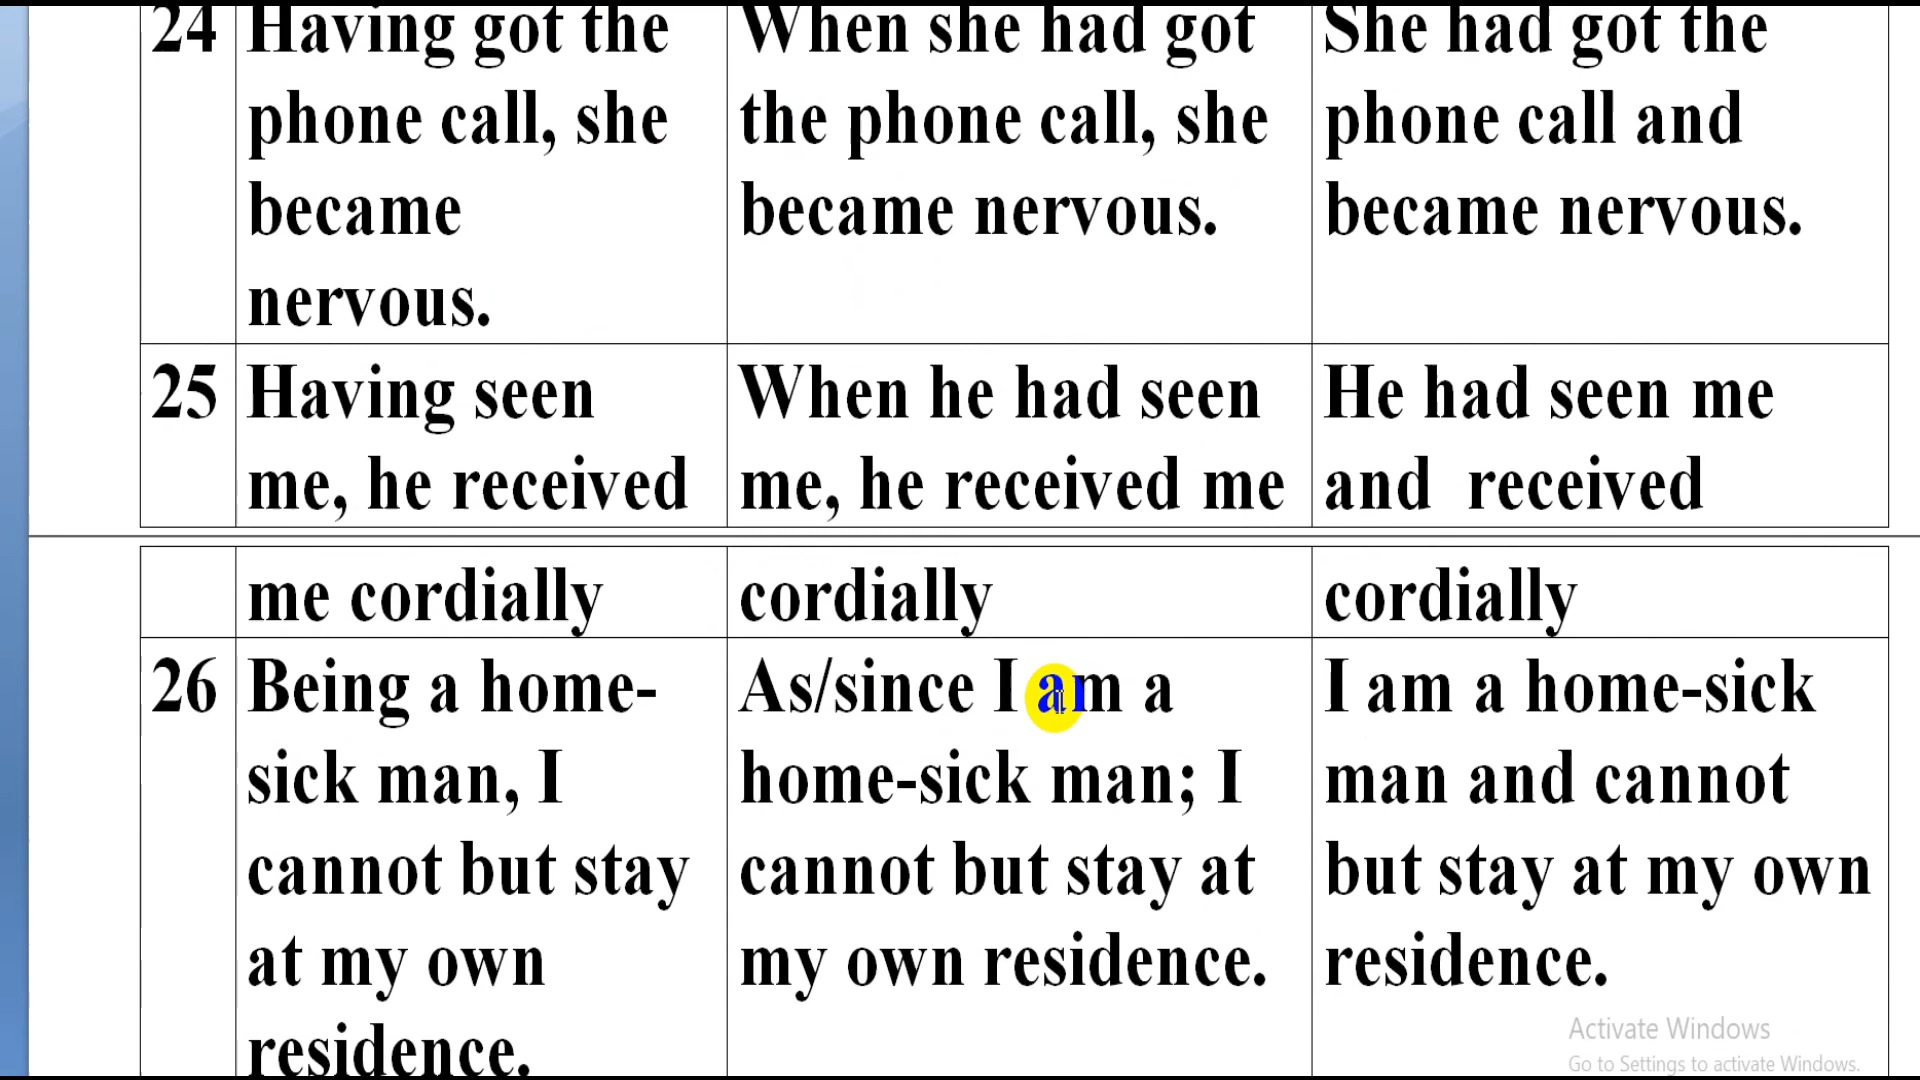 24 Having got the When she had got She had got the
phone call, she the phone call, she phone call and
became became nervous. became nervous.
nervous.
25 Having seen When he had seen He had seen me
me, he received me, he received me and received
me cordially cordially cordially
26 Being a home- As/since I am a I am a home-sick
sick man, I home-sick man; I man and cannot
cannot but stay cannot but stay at but stay at my own
at my own my own residence. residence.
residence.
Activate Windows
Go to Settings to activate Windows.